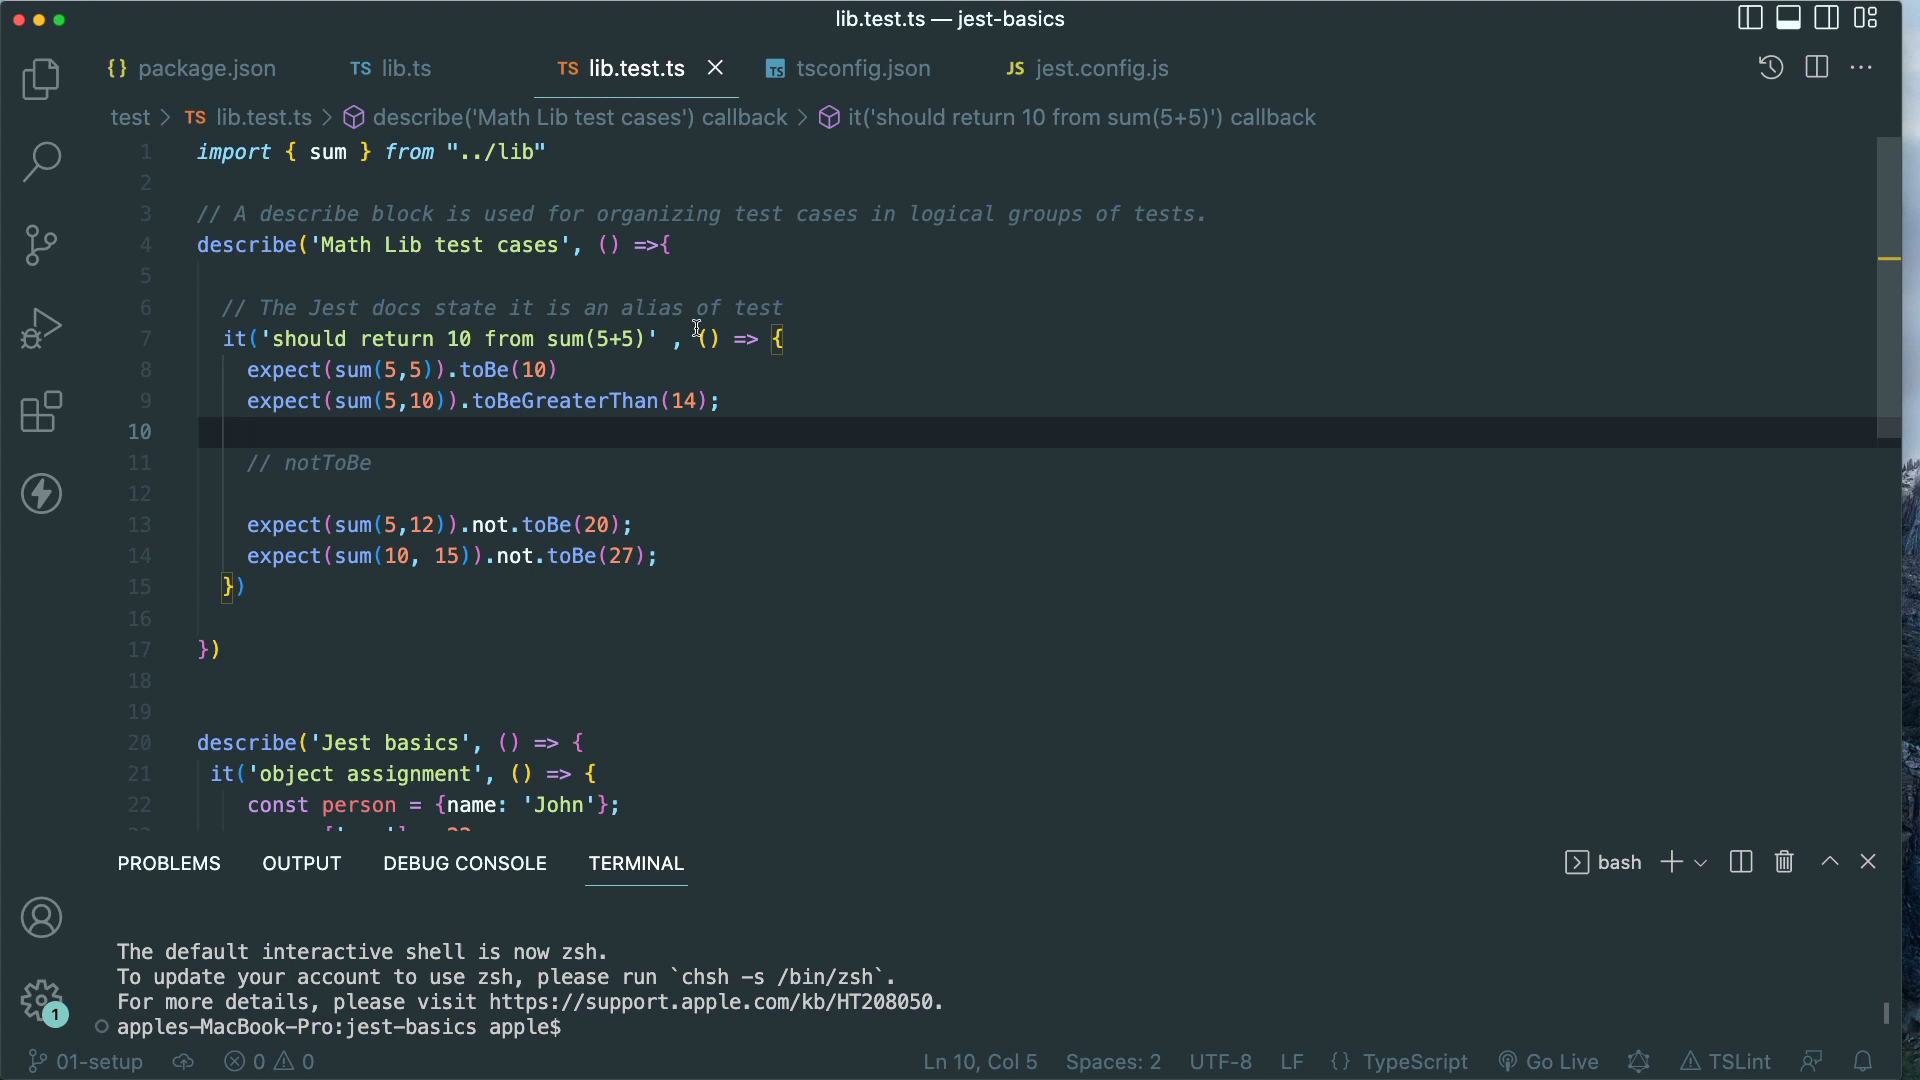 lib.test.ts — jest-basics
{} package.json TS lib.ts TS lib.test.ts TS tsconfig.json JS jest.config.js
test > TS lib.test.ts > describe('Math Lib test cases') callback > it('should return 10 from sum(5+5)') callback
1 import { sum } from "../lib"
2
3 // A describe block is used for organizing test cases in logical groups of tests.
4 describe('Math Lib test cases', () =>{
5
6 // The Jest docs state it is an alias of test
7 it('should return 10 from sum(5+5)' , () => {
8 expect(sum(5,5)).toBe(10)
9 expect(sum(5,10)).toBeGreaterThan(14);
10
11 // notToBe
12
13 expect(sum(5,12)).not.toBe(20);
14 expect(sum(10, 15)).not.toBe(27);
15 })
16
17 })
18
19
20 describe('Jest basics', () => {
21 it('object assignment', () => {
22 const person = {name: 'John'};
PROBLEMS OUTPUT DEBUG CONSOLE TERMINAL bash
The default interactive shell is now zsh.
To update your account to use zsh, please run `chsh -s /bin/zsh`.
For more details, please visit https://support.apple.com/kb/HT208050.
apples-MacBook-Pro:jest-basics apple$
1
01-setup 0 0 Ln 10, Col 5 Spaces: 2 UTF-8 LF {} TypeScript Go Live TSLint